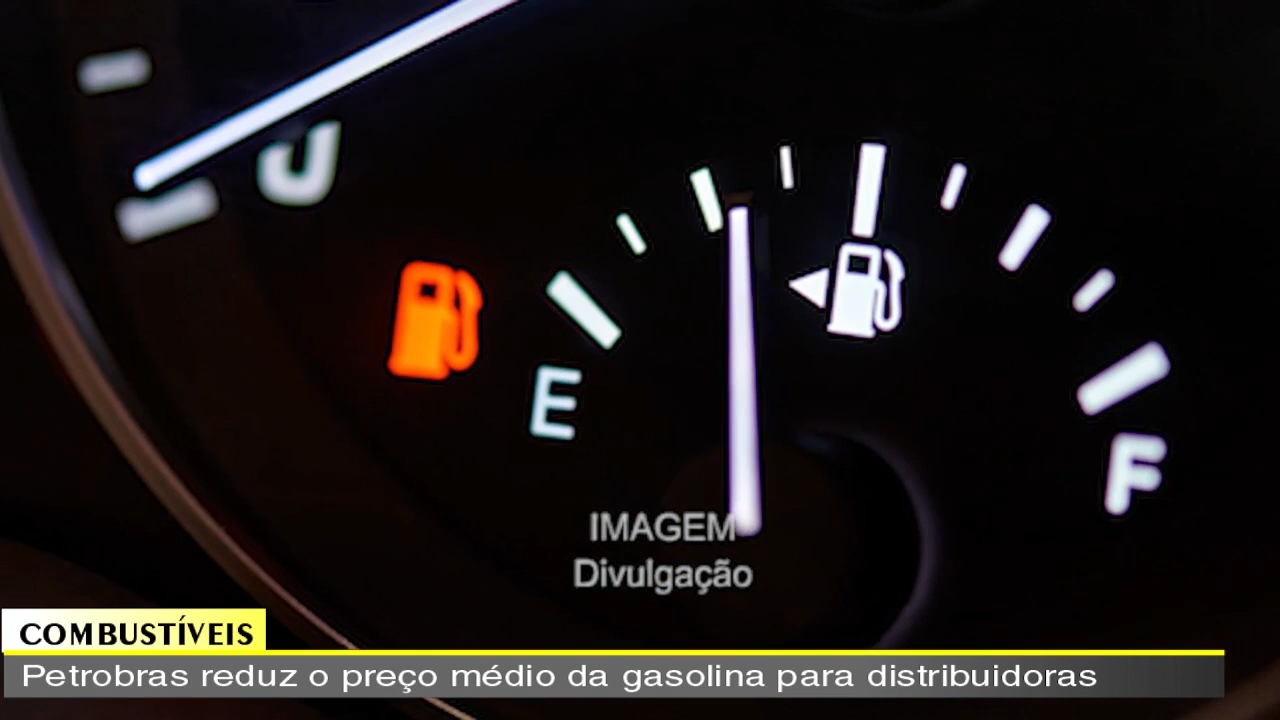 E
F
IMAGEM
Divulgação
COMBUSTÍVEIS
Petrobras reduz o preço médio da gasolina para distribuidoras